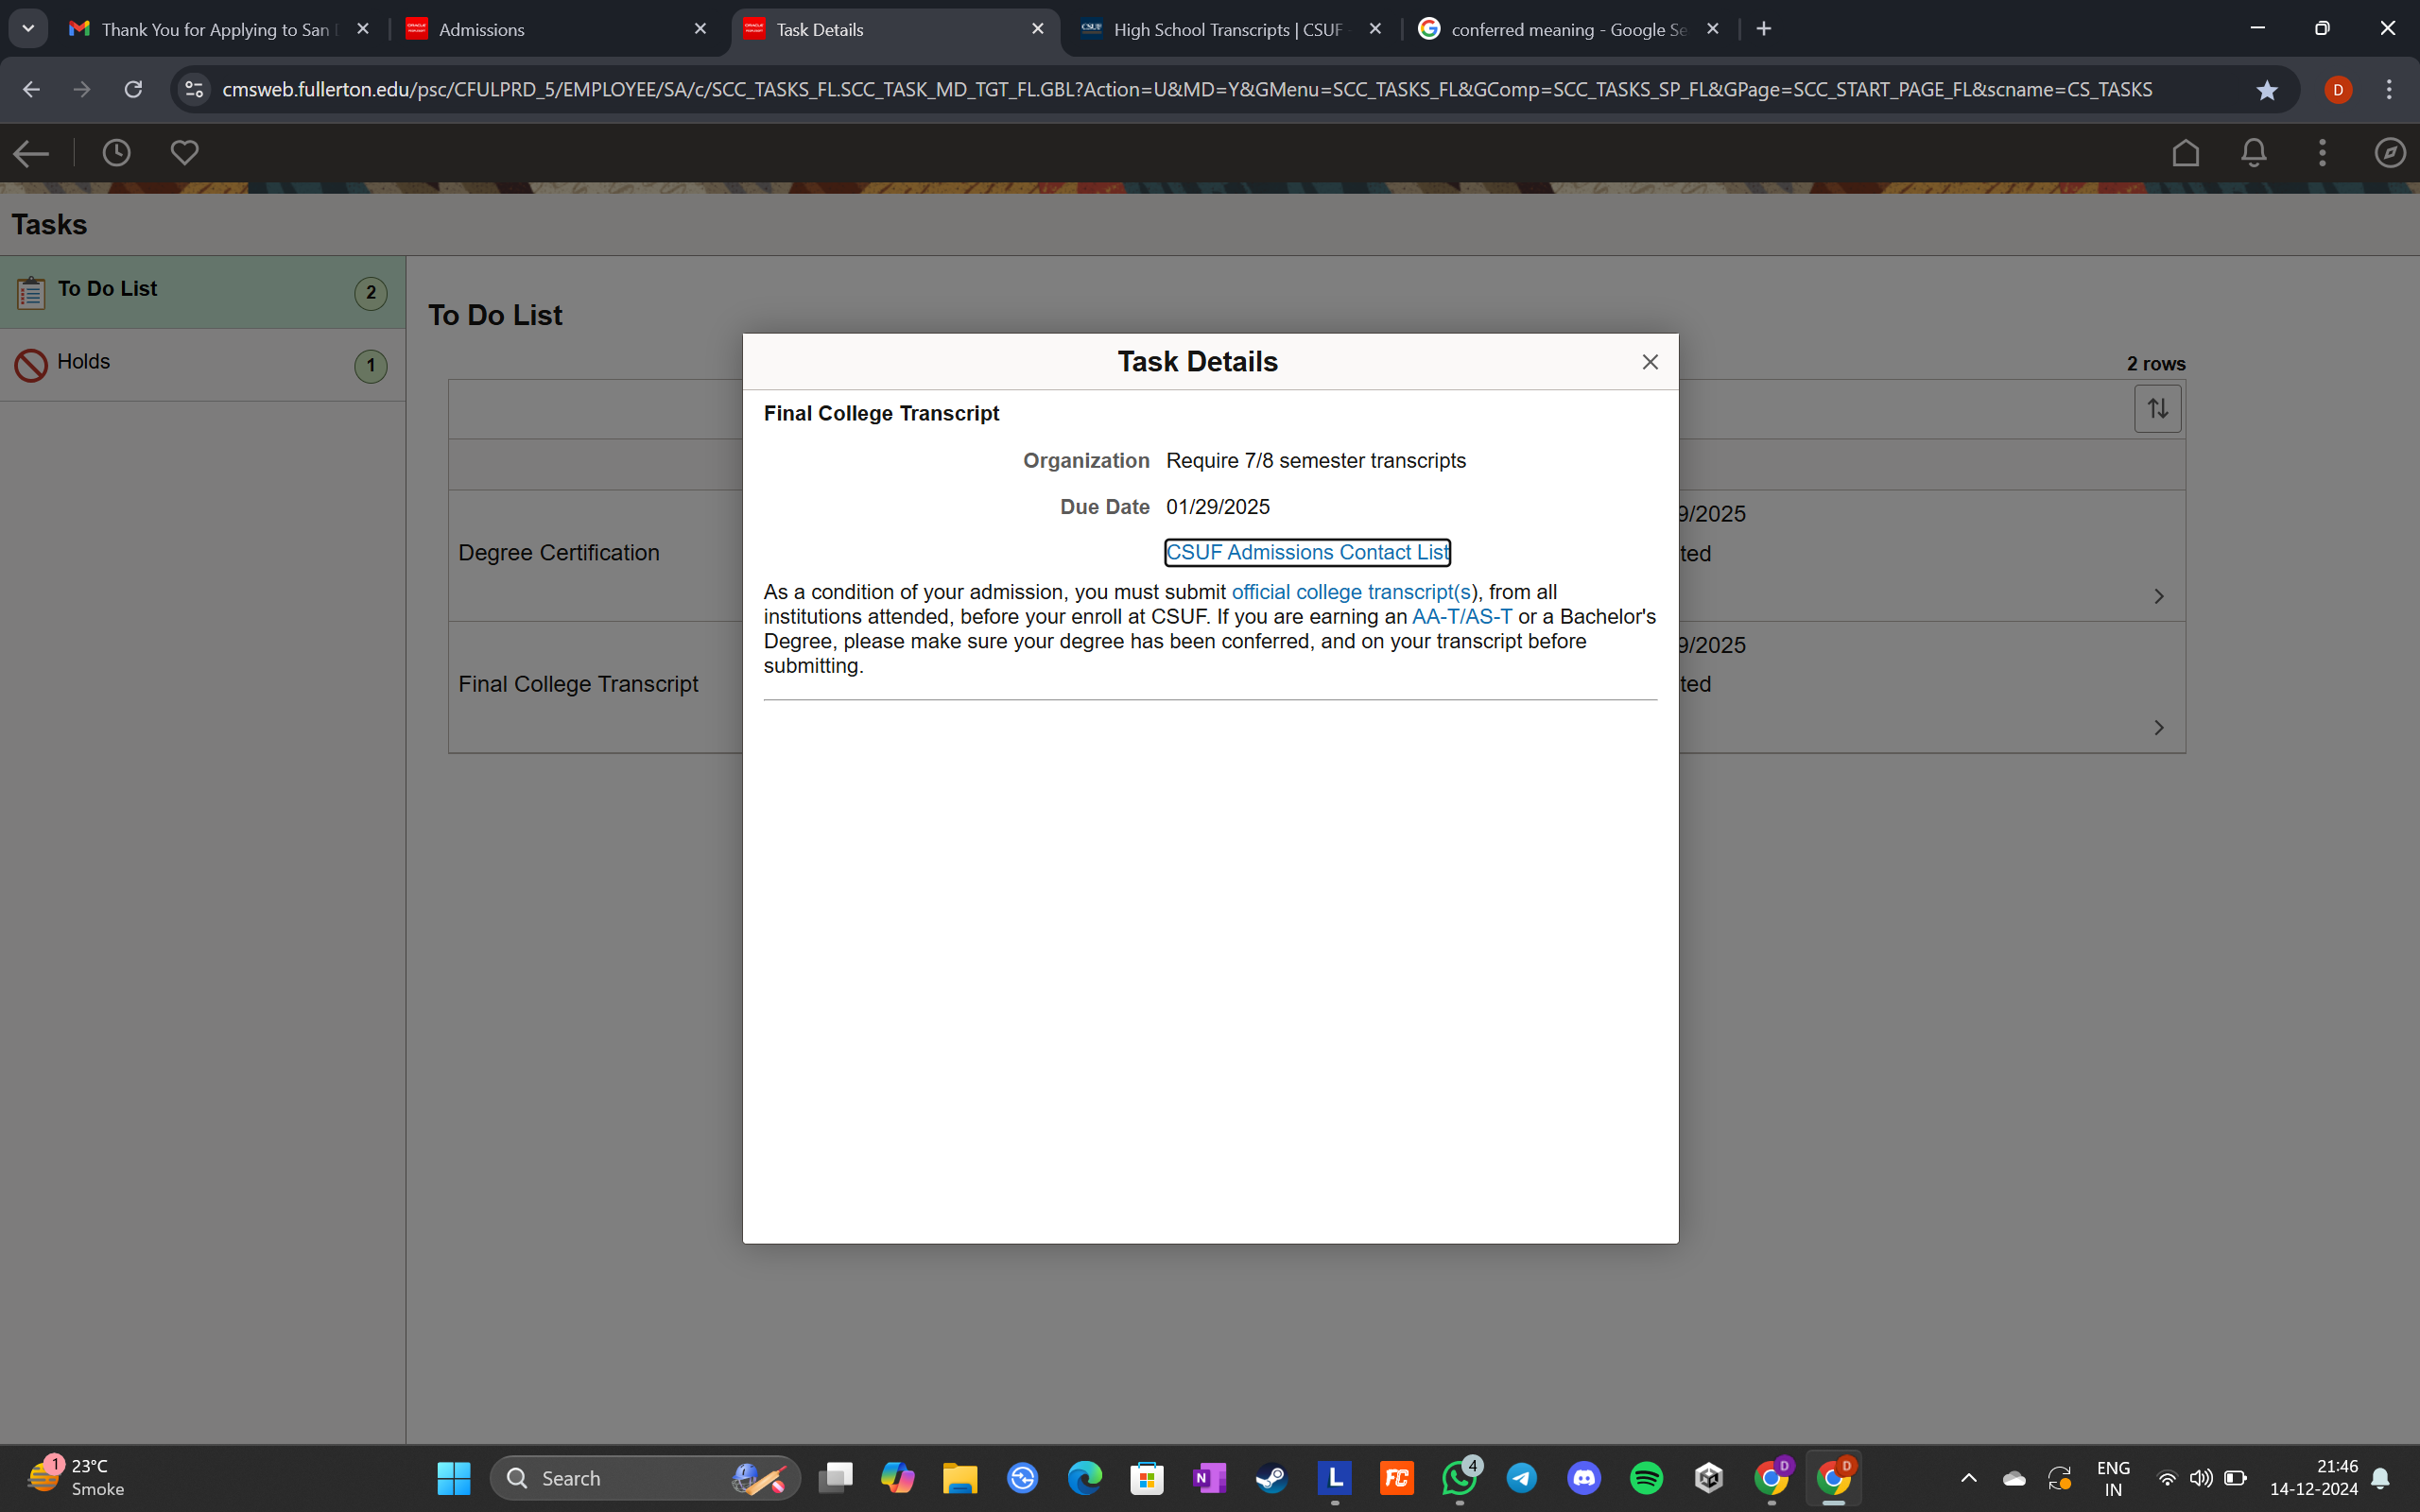 Thank You for Applying to San
Admissions
Task Details
High School Transcripts | CSUF
conferred meaning - Google Se
cmsweb.fullerton.edu/psc/CFULPRD_5/EMPLOYEE/SA/c/SCC_TASKS_FL.SCC_TASK_MD_TGT_FL.GBL?Action=U&MD=Y&GMenu=SCC_TASKS_FL&GComp=SCC_TASKS_SP_FL&GPage=SCC_START_PAGE_FL&scname=CS_TASKS
D
Tasks
To Do List
2
Holds
1
To Do List
2 rows
Degree Certification
9/2025
ted
Final College Transcript
9/2025
ted
Task Details
Final College Transcript
Organization Require 7/8 semester transcripts
Due Date 01/29/2025
CSUF Admissions Contact List
As a condition of your admission, you must submit official college transcript(s), from all
institutions attended, before your enroll at CSUF. If you are earning an AA-T/AS-T or a Bachelor's
Degree, please make sure your degree has been conferred, and on your transcript before
submitting.
1
23°C
Smoke
Search
N
L
FC
4
D
D
ENG
IN
21:46
14-12-2024